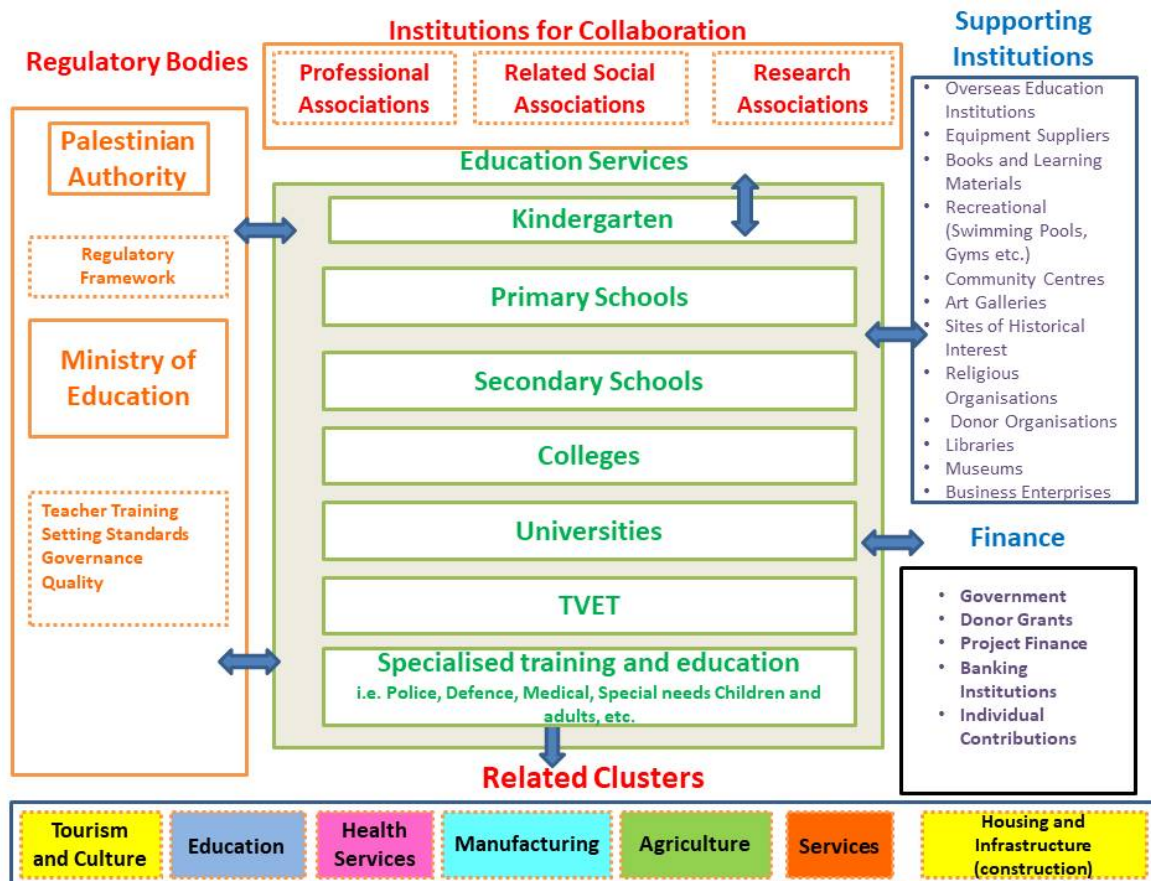 Regulatory Bodies
Palestinian
Authority
Regulatory
Framework
Ministry of
Education
Teacher Training
Setting Standards
Governance
Quality
Institutions for Collaboration
Professional
Associations
Related Social
Associations
Research
Associations
Education Services
Kindergarten
Primary Schools
Secondary Schools
Colleges
Universities
TVET
Specialised training and education
i.e. Police, Defence, Medical, Special needs Children and
adults, etc.
Supporting
Institutions
• Overseas Education
Institutions
• Equipment Suppliers
• Books and Learning
Materials
• Recreational
(Swimming Pools,
Gyms etc.)
• Community Centres
• Art Galleries
• Sites of Historical
Interest
• Religious
Organisations
• Donor Organisations
• Libraries
• Museums
• Business Enterprises
Finance
• Government
• Donor Grants
• Project Finance
• Banking
Institutions
• Individual
Contributions
Related Clusters
Tourism
and Culture
Education
Health
Services
Manufacturing
Agriculture
Services
Housing and
Infrastructure
(construction)